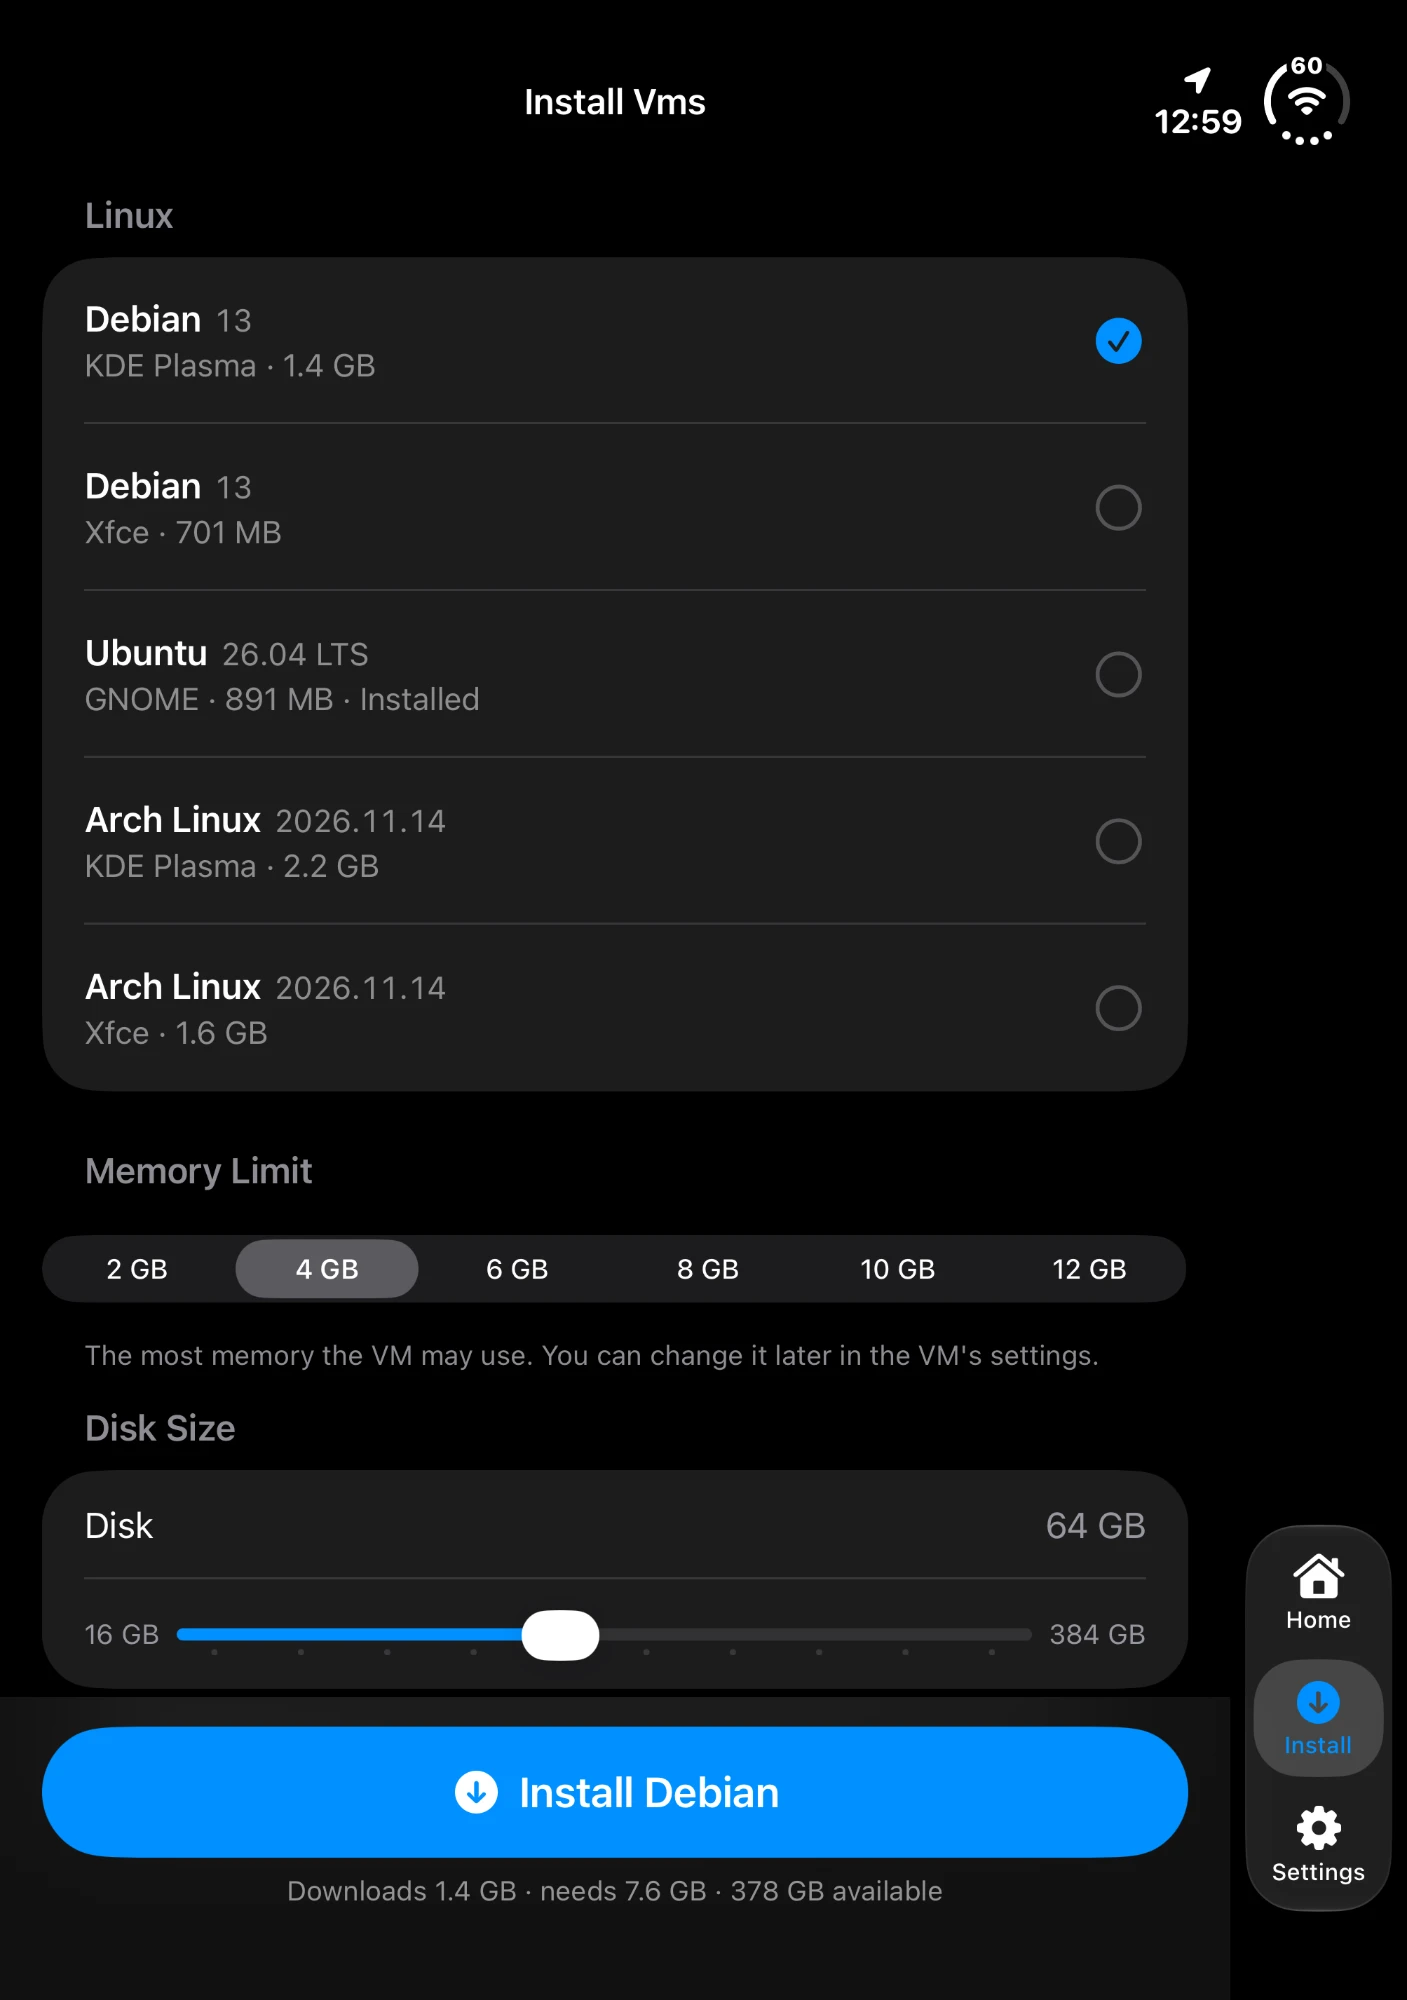 Install Vms
12:59
60
Linux
Debian 13
KDE Plasma · 1.4 GB
Debian 13
Xfce · 701 MB
Ubuntu 26.04 LTS
GNOME · 891 MB · Installed
Arch Linux 2026.11.14
KDE Plasma · 2.2 GB
Arch Linux 2026.11.14
Xfce · 1.6 GB
Memory Limit
2 GB 4 GB 6 GB 8 GB 10 GB 12 GB
The most memory the VM may use. You can change it later in the VM's settings.
Disk Size
Disk 64 GB
16 GB 384 GB
Install Debian
Downloads 1.4 GB · needs 7.6 GB · 378 GB available
Home
Install
Settings